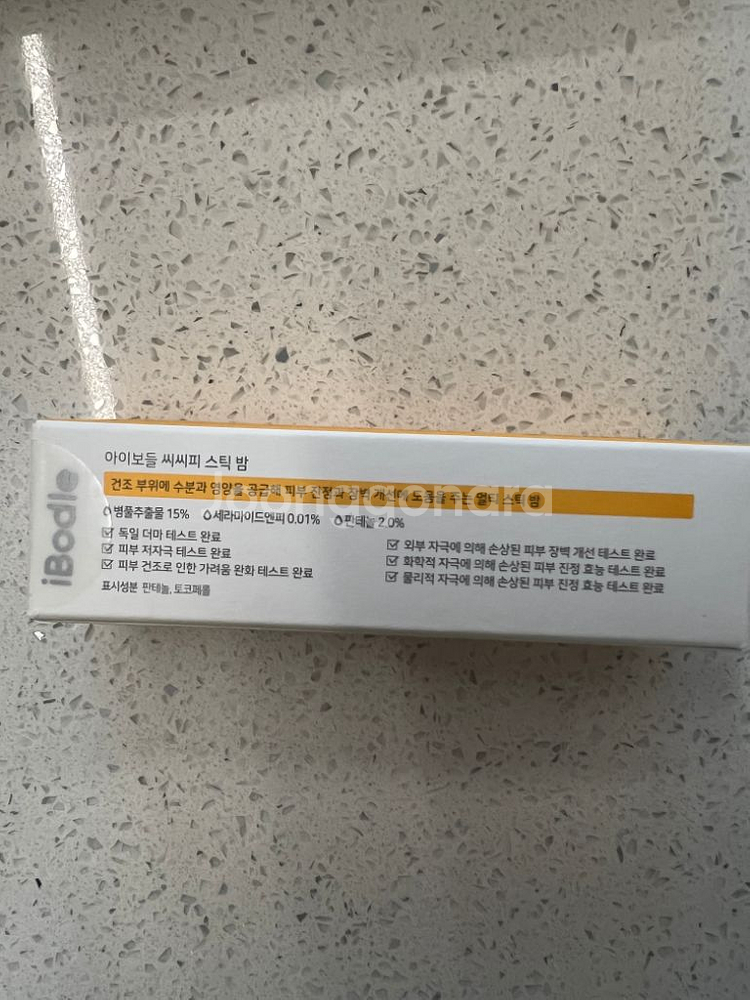 iBodle
아이보들 씨씨피 스틱 밤
건조 부위에 수분과 영양을 공급해 피부 진정과 장벽 개선에 도움을 주는 멀티 스틱 밤
병풀추출물 15% 세라마이드엔피 0.01% 판테놀 2.0%
독일 더마 테스트 완료
피부 저자극 테스트 완료
피부 건조로 인한 가려움 완화 테스트 완료
외부 자극에 의해 손상된 피부 장벽 개선 테스트 완료
화학적 자극에 의해 손상된 피부 진정 효능 테스트 완료
물리적 자극에 의해 손상된 피부 진정 효능 테스트 완료
표시성분 판테놀, 토코페롤
bungaonara